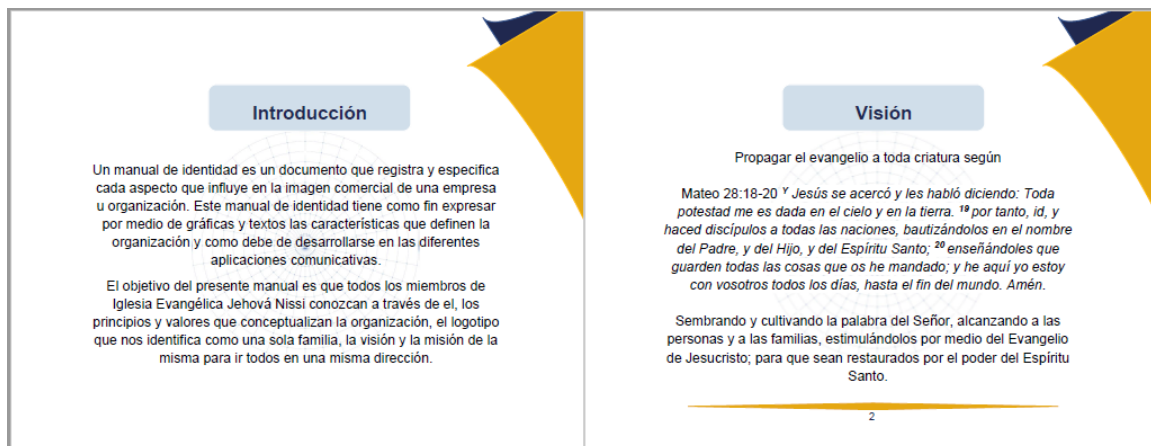 Introducción
Un manual de identidad es un documento que registra y especifica
cada aspecto que influye en la imagen comercial de una empresa
u organización. Este manual de identidad tiene como fin expresar
por medio de gráficas y textos las características que definen la
organización y como debe de desarrollarse en las diferentes
aplicaciones comunicativas.
El objetivo del presente manual es que todos los miembros de
Iglesia Evangélica Jehová Nissi conozcan a través de el, los
principios y valores que conceptualizan la organización, el logotipo
que nos identifica como una sola familia, la visión y la misión de la
misma para ir todos en una misma dirección.
Visión
Propagar el evangelio a toda criatura según
Mateo 28:18-20 Y Jesús se acercó y les habló diciendo: Toda
potestad me es dada en el cielo y en la tierra. 19 por tanto, id, y
haced discípulos a todas las naciones, bautizándolos en el nombre
del Padre, y del Hijo, y del Espíritu Santo; 20 enseñándoles que
guarden todas las cosas que os he mandado; y he aquí yo estoy
con vosotros todos los días, hasta el fin del mundo. Amén.
Sembrando y cultivando la palabra del Señor, alcanzando a las
personas y a las familias, estimulándolos por medio del Evangelio
de Jesucristo; para que sean restaurados por el poder del Espíritu
Santo.
2